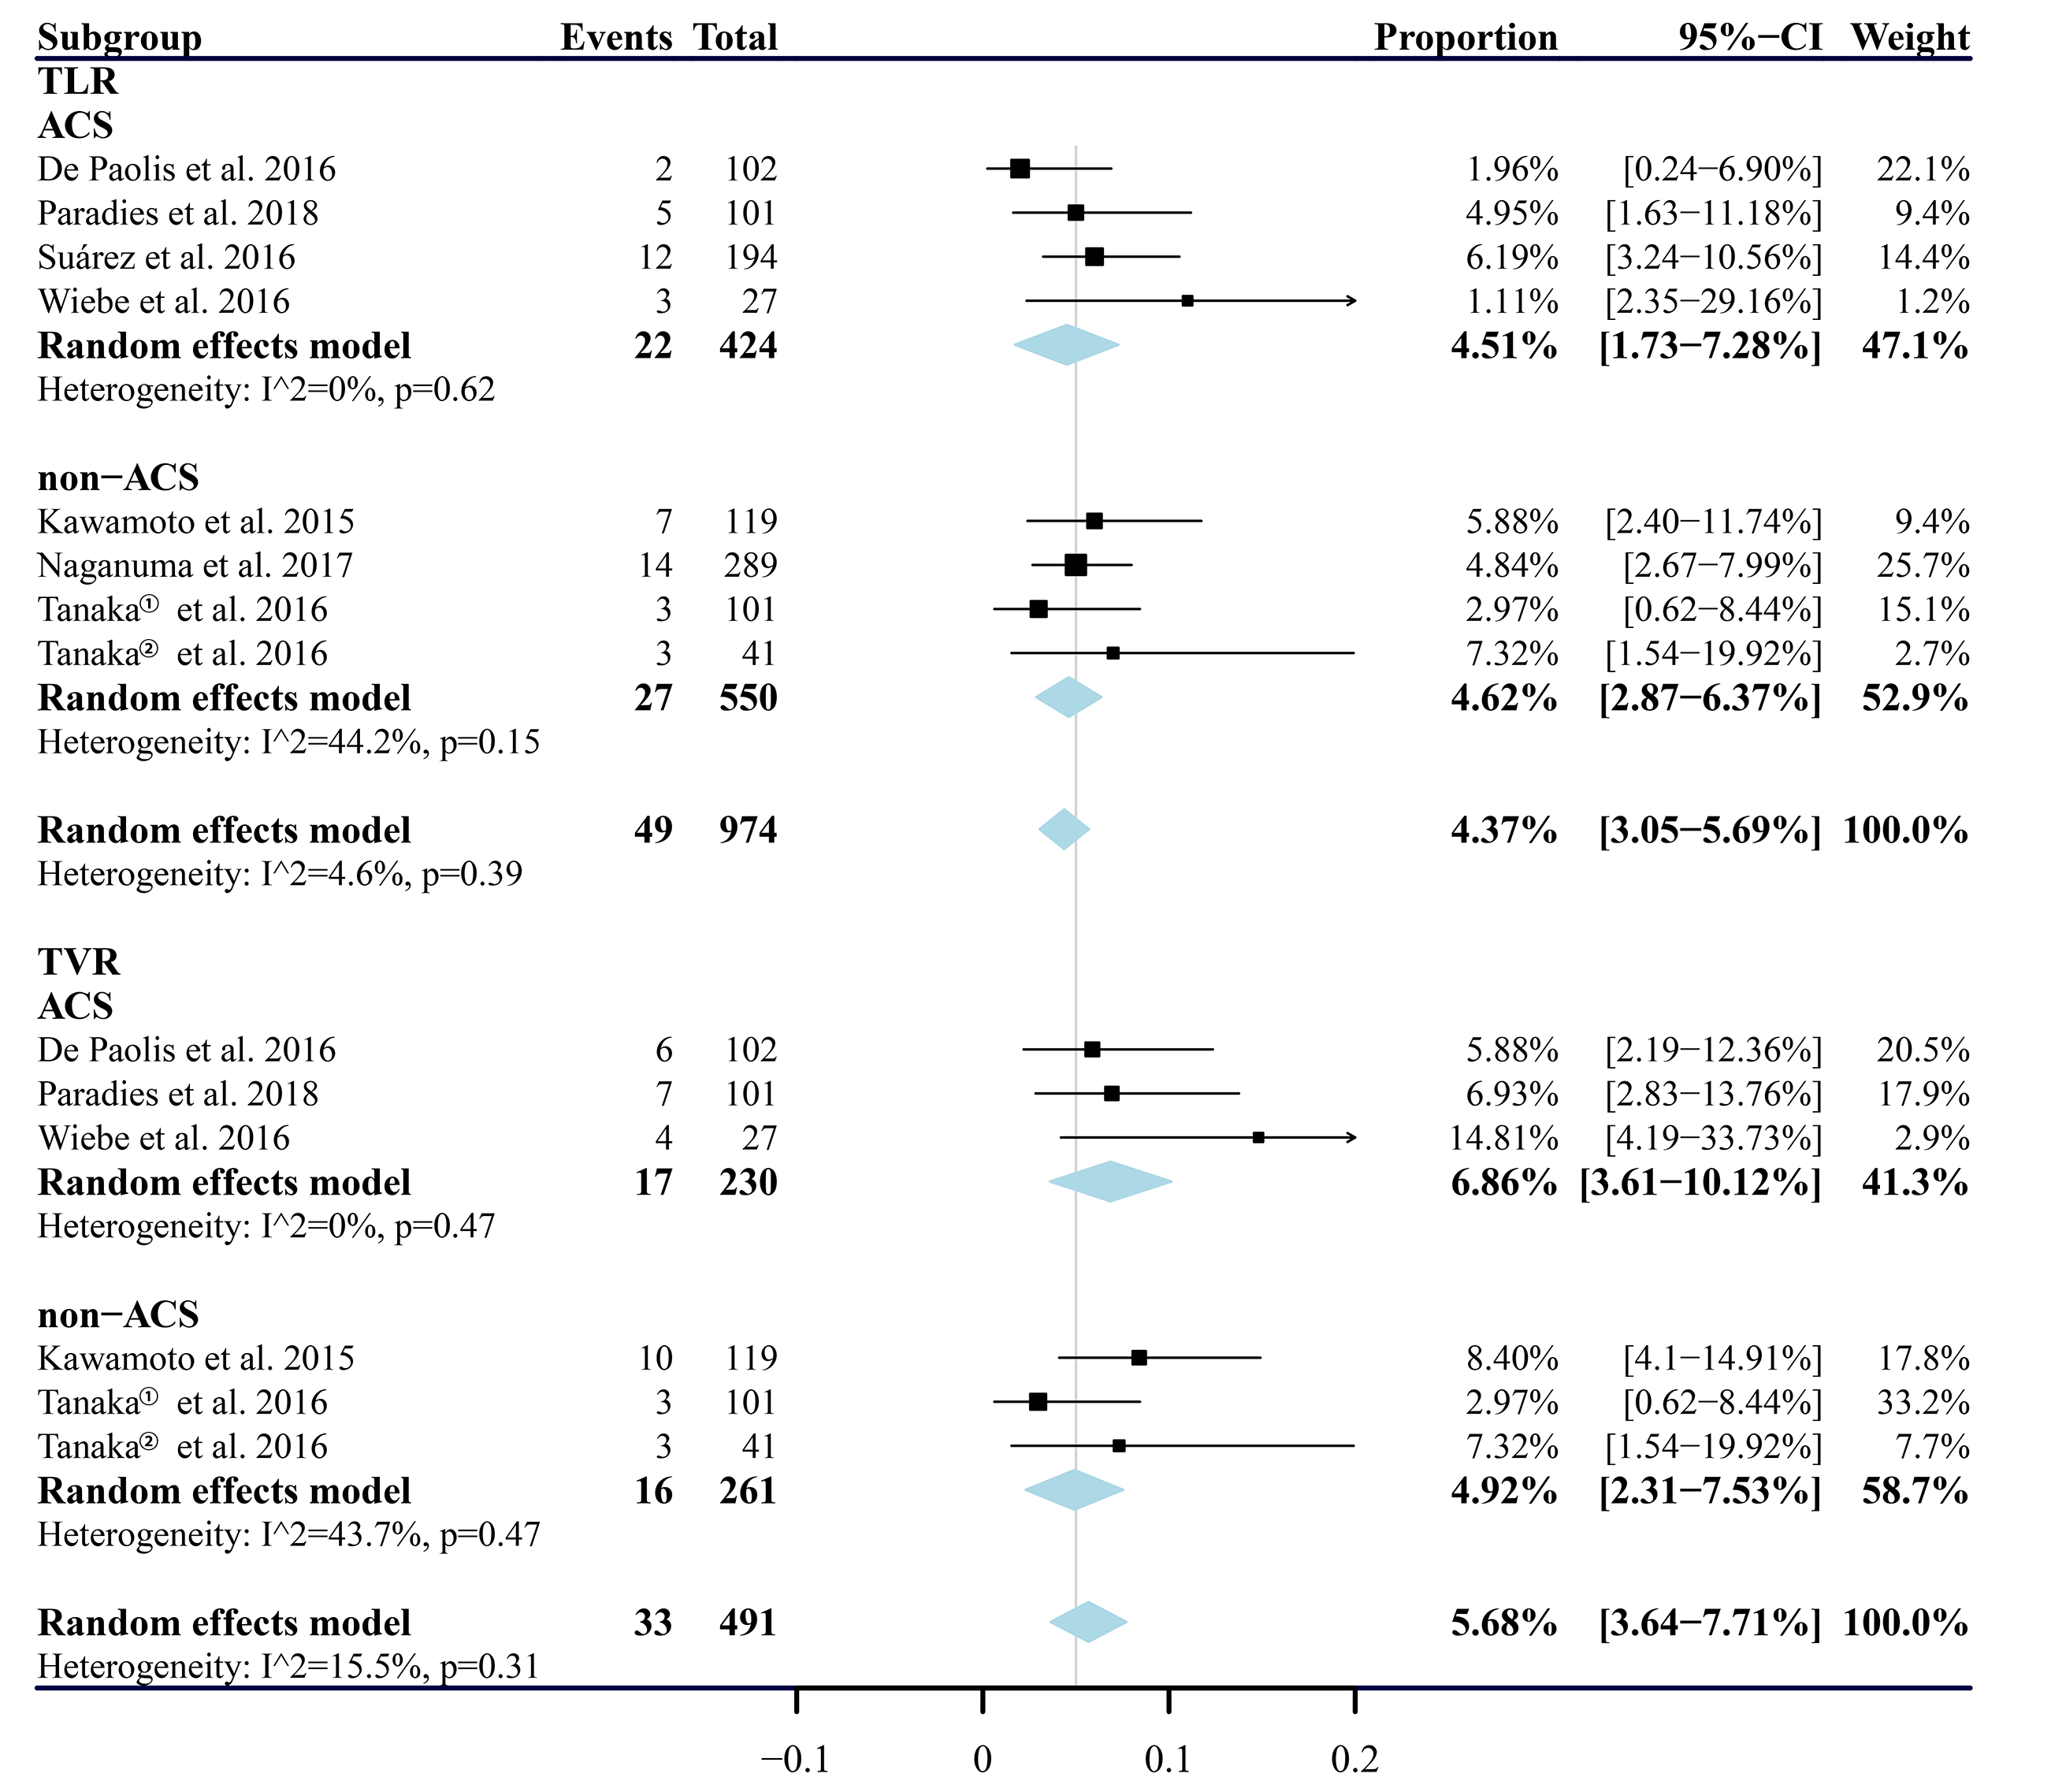 Subgroup Events Total Proportion 95%−CI Weight
TLR
ACS
De Paolis et al. 2016 2 102 1.96% [0.24−6.90%] 22.1%
Paradies et al. 2018 5 101 4.95% [1.63−11.18%] 9.4%
Suárez et al. 2016 12 194 6.19% [3.24−10.56%] 14.4%
Wiebe et al. 2016 3 27 1.11% [2.35−29.16%] 1.2%
Random effects model 22 424 4.51% [1.73−7.28%] 47.1%
Heterogeneity: I^2=0%, p=0.62
non−ACS
Kawamoto et al. 2015 7 119 5.88% [2.40−11.74%] 9.4%
Naganuma et al. 2017 14 289 4.84% [2.67−7.99%] 25.7%
Tanaka① et al. 2016 3 101 2.97% [0.62−8.44%] 15.1%
Tanaka② et al. 2016 3 41 7.32% [1.54−19.92%] 2.7%
Random effects model 27 550 4.62% [2.87−6.37%] 52.9%
Heterogeneity: I^2=44.2%, p=0.15
Random effects model 49 974 4.37% [3.05−5.69%] 100.0%
Heterogeneity: I^2=4.6%, p=0.39
TVR
ACS
De Paolis et al. 2016 6 102 5.88% [2.19−12.36%] 20.5%
Paradies et al. 2018 7 101 6.93% [2.83−13.76%] 17.9%
Wiebe et al. 2016 4 27 14.81% [4.19−33.73%] 2.9%
Random effects model 17 230 6.86% [3.61−10.12%] 41.3%
Heterogeneity: I^2=0%, p=0.47
non−ACS
Kawamoto et al. 2015 10 119 8.40% [4.1−14.91%] 17.8%
Tanaka① et al. 2016 3 101 2.97% [0.62−8.44%] 33.2%
Tanaka② et al. 2016 3 41 7.32% [1.54−19.92%] 7.7%
Random effects model 16 261 4.92% [2.31−7.53%] 58.7%
Heterogeneity: I^2=43.7%, p=0.47
Random effects model 33 491 5.68% [3.64−7.71%] 100.0%
Heterogeneity: I^2=15.5%, p=0.31
−0.1 0 0.1 0.2